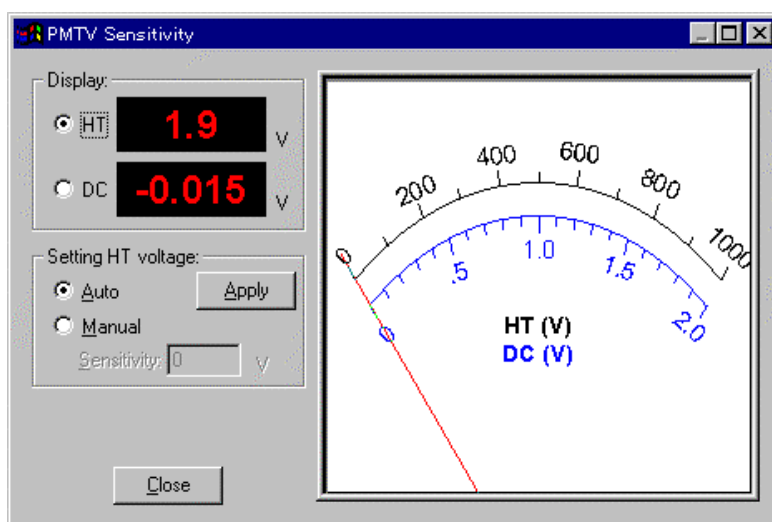 PMTV Sensitivity
Display:
HT 1.9 V
DC -0.015 V
Setting HT voltage:
Auto Apply
Manual
Sensitivity: 0 V
Close
0 200 400 600 800 1000
0 .5 1.0 1.5 2.0
HT (V)
DC (V)